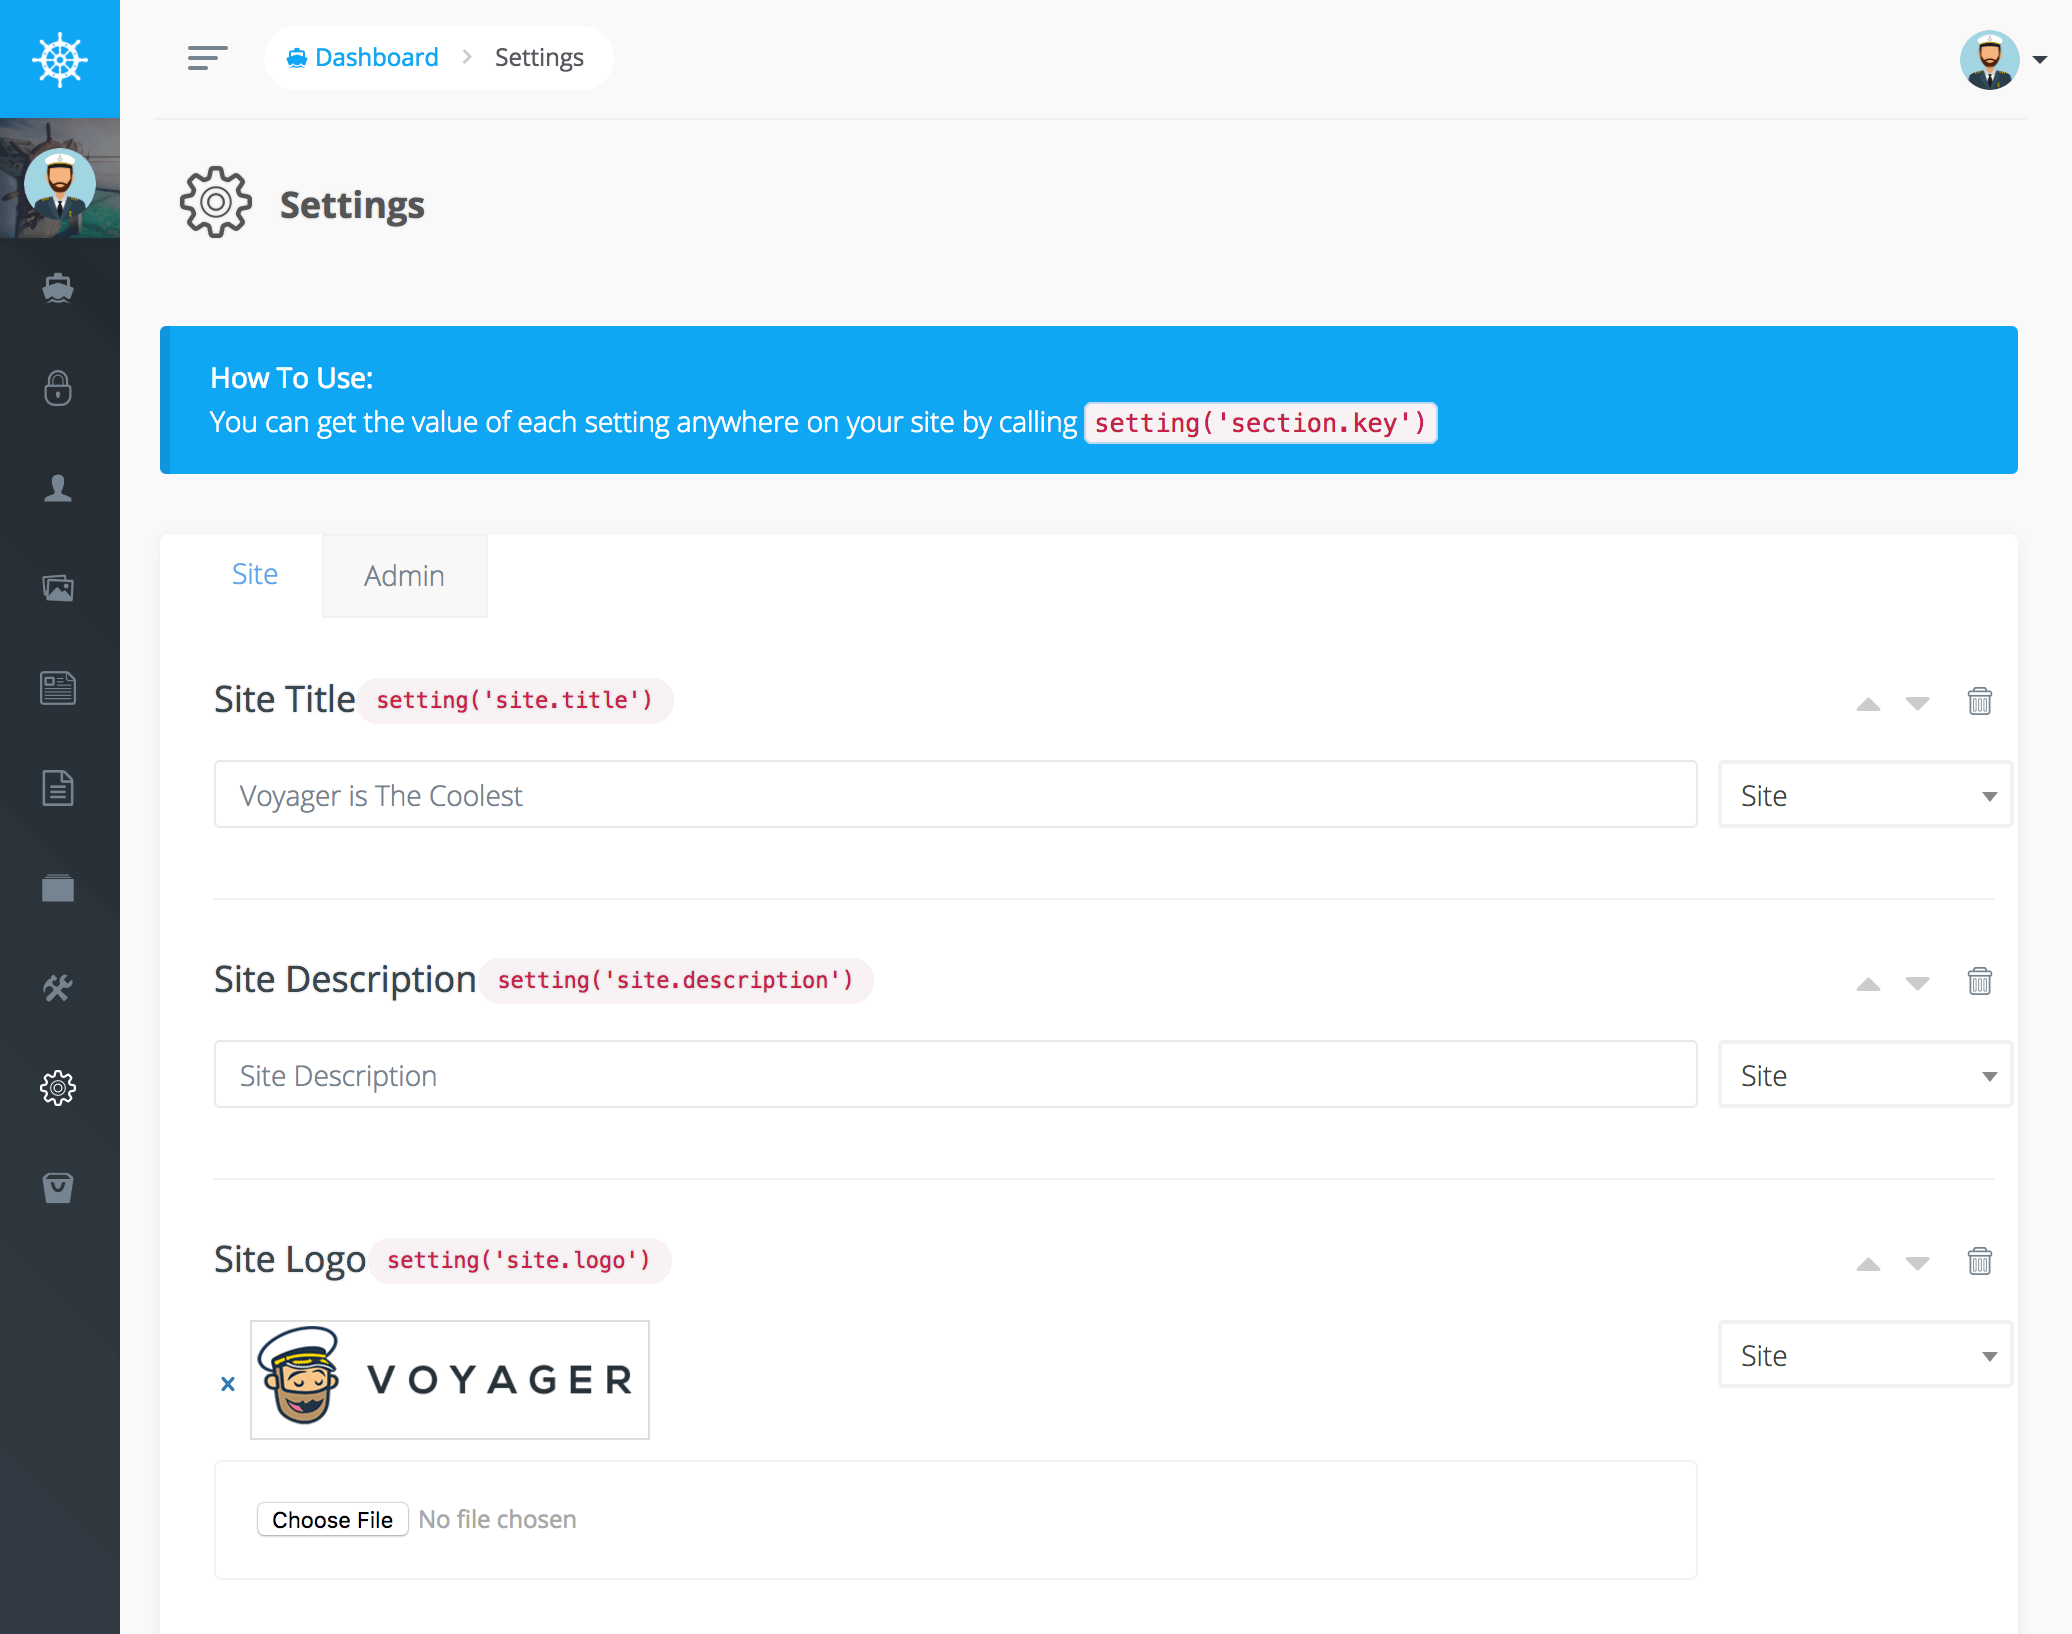 Dashboard > Settings
Settings
How To Use:
You can get the value of each setting anywhere on your site by calling setting('section.key')
Site Admin
Site Title setting('site.title')
Voyager is The Coolest Site
Site Description setting('site.description')
Site Description Site
Site Logo setting('site.logo')
x VOYAGER Site
Choose File No file chosen